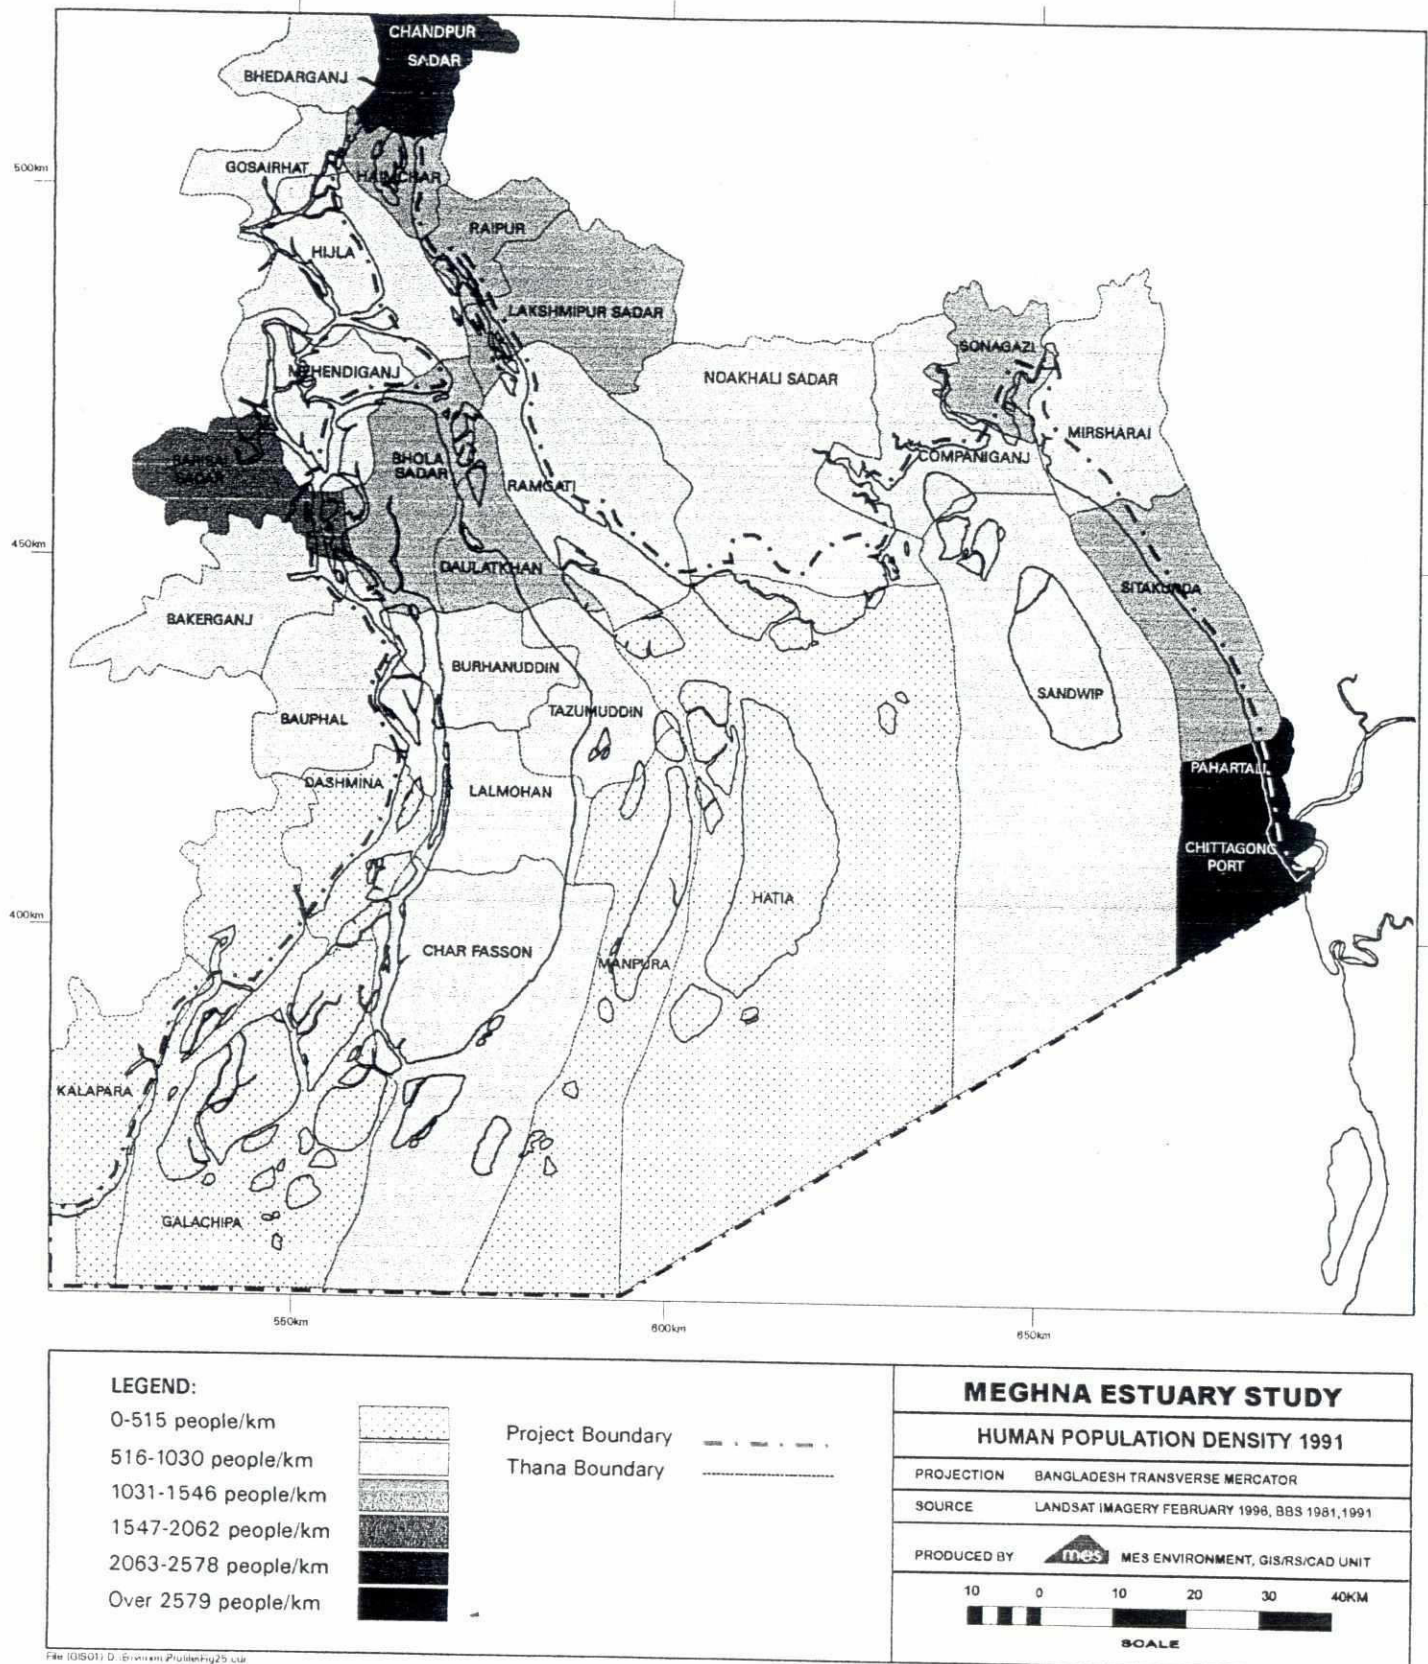 CHANDPUR
SADAR
BHEDARGANJ
500km
GOSAIRHAT
HAIMCHAR
RAIPUR
HIJLA
LAKSHMIPUR SADAR
SONAGAZI
MEHENDIGANJ
NOAKHALI SADAR
MIRSHARAI
BARISAL
SADAR
BHOLA
SADAR
COMPANIGANJ
RAMGATI
450km
DAULATKHAN
SITAKUNDA
BAKERGANJ
BURHANUDDIN
SANDWIP
BAUPHAL
TAZUMUDDIN
PAHARTALI
DASHMINA
LALMOHAN
CHITTAGONG
PORT
HATIA
400km
CHAR FASSON
MANPURA
KALAPARA
GALACHIPA
550km
600km
650km
LEGEND:
0-515 people/km
516-1030 people/km
1031-1546 people/km
1547-2062 people/km
2063-2578 people/km
Over 2579 people/km
Project Boundary
Thana Boundary
MEGHNA ESTUARY STUDY
HUMAN POPULATION DENSITY 1991
PROJECTION BANGLADESH TRANSVERSE MERCATOR
SOURCE LANDSAT IMAGERY FEBRUARY 1996, BBS 1981,1991
PRODUCED BY mes MES ENVIRONMENT, GIS/RS/CAD UNIT
10 0 10 20 30 40KM
SCALE